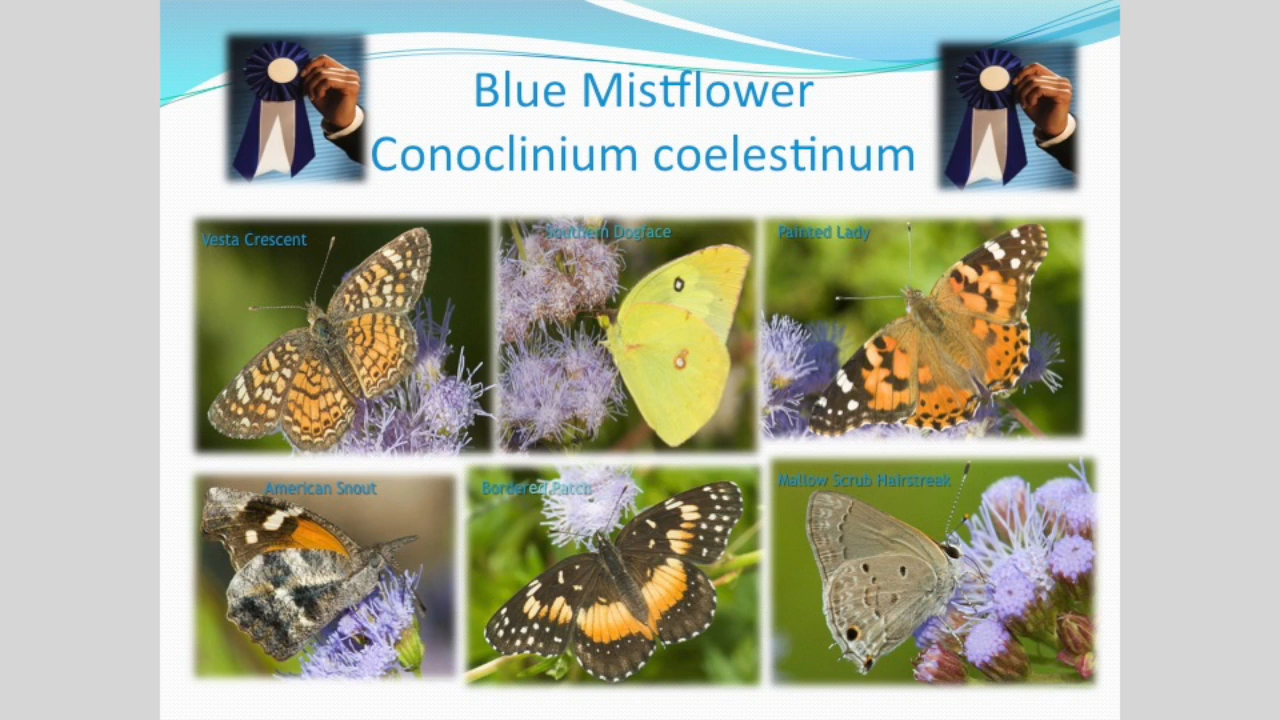 Blue Mistflower
Conoclinium coelestinum
Vesta Crescent
Southern Dogface
Painted Lady
American Snout
Bordered Patch
Mallow Scrub Hairstreak